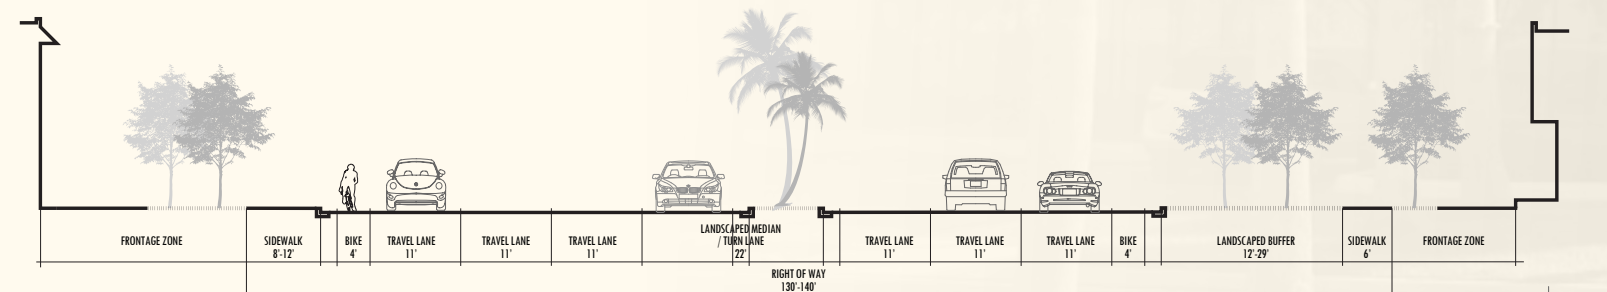 FRONTAGE ZONE
SIDEWALK
8'-12'
BIKE
4'
TRAVEL LANE
11'
TRAVEL LANE
11'
TRAVEL LANE
11'
LANDSCAPED MEDIAN
/ TURN LANE
22'
TRAVEL LANE
11'
TRAVEL LANE
11'
TRAVEL LANE
11'
BIKE
4'
LANDSCAPED BUFFER
12'-29'
SIDEWALK
6'
FRONTAGE ZONE
RIGHT OF WAY
130'-140'